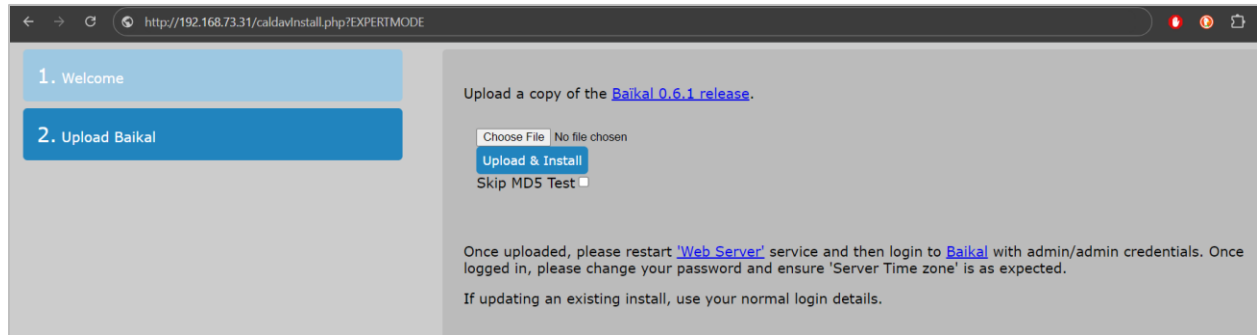 http://192.168.73.31/caldavInstall.php?EXPERTMODE
1. Welcome
2. Upload Baikal
Upload a copy of the Baïkal 0.6.1 release.
Choose File No file chosen
Upload & Install
Skip MD5 Test
Once uploaded, please restart 'Web Server' service and then login to Baikal with admin/admin credentials. Once
logged in, please change your password and ensure 'Server Time zone' is as expected.
If updating an existing install, use your normal login details.